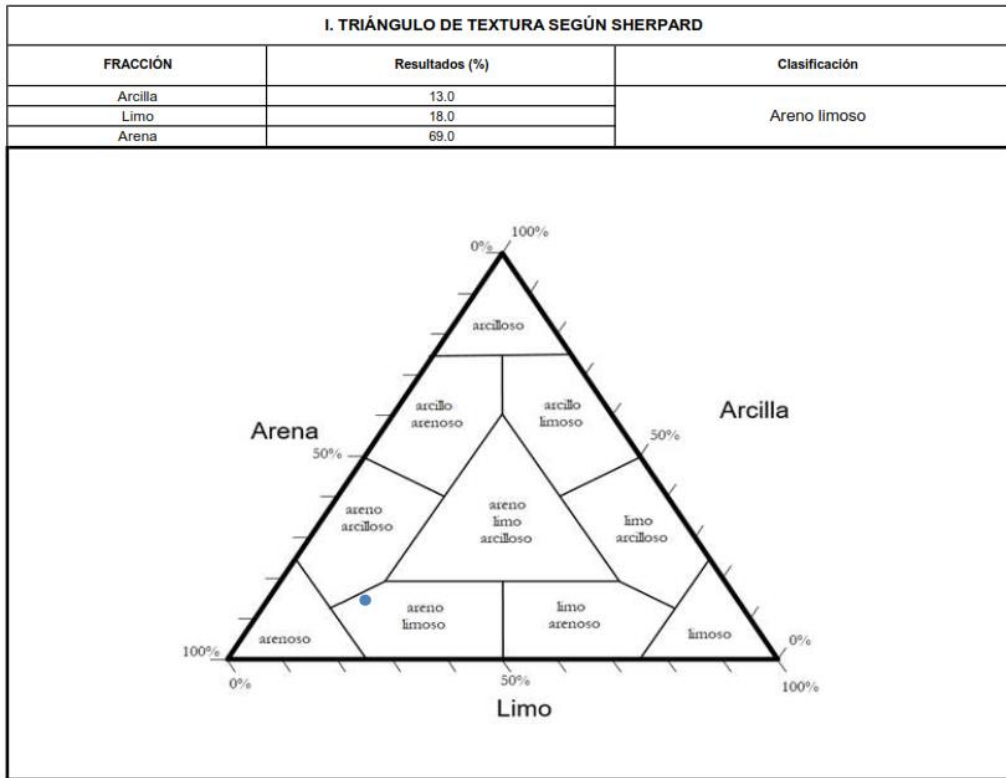 I. TRIÁNGULO DE TEXTURA SEGÚN SHERPARD
FRACCIÓN Resultados (%) Clasificación
Arcilla 13.0
Limo 18.0
Arena 69.0
Areno limoso
0% 100%
arcilloso
Arena
Arcilla
arcillo
arenoso
arcillo
limoso
50%
50%
areno
arcilloso
areno
limo
arcilloso
limo
arcilloso
areno
limoso
limo
arenoso
arenoso
limoso
100%
0%
0%
50%
100%
Limo